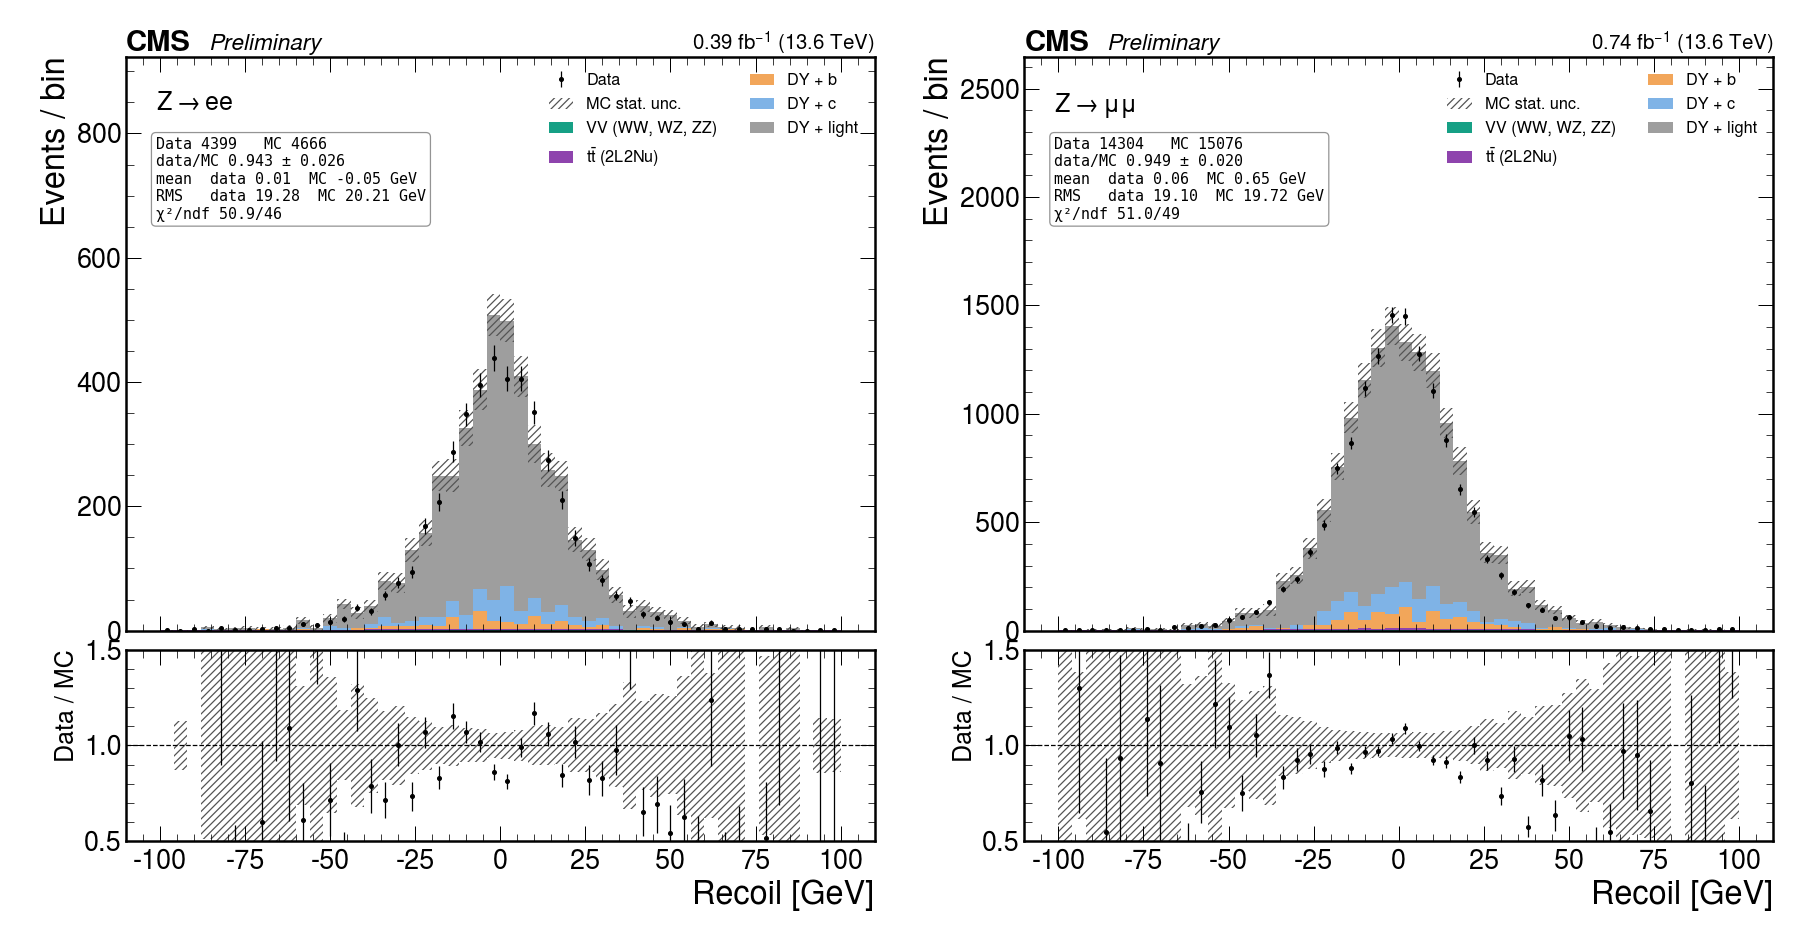 CMS Preliminary 0.39 fb⁻¹ (13.6 TeV)
Events / bin
Z → ee
Data
MC stat. unc.
VV (WW, WZ, ZZ)
tt̄ (2L2Nu)
DY + b
DY + c
DY + light
Data 4399 MC 4666
data/MC 0.943 ± 0.026
mean data 0.01 MC -0.05 GeV
RMS data 19.28 MC 20.21 GeV
χ²/ndf 50.9/46
800
600
400
200
0
Data / MC
1.5
1.0
0.5
-100 -75 -50 -25 0 25 50 75 100
Recoil [GeV]
CMS Preliminary 0.74 fb⁻¹ (13.6 TeV)
Events / bin
Z → μμ
Data
MC stat. unc.
VV (WW, WZ, ZZ)
tt̄ (2L2Nu)
DY + b
DY + c
DY + light
Data 14304 MC 15076
data/MC 0.949 ± 0.020
mean data 0.06 MC 0.65 GeV
RMS data 19.10 MC 19.72 GeV
χ²/ndf 51.0/49
2500
2000
1500
1000
500
0
Data / MC
1.5
1.0
0.5
-100 -75 -50 -25 0 25 50 75 100
Recoil [GeV]